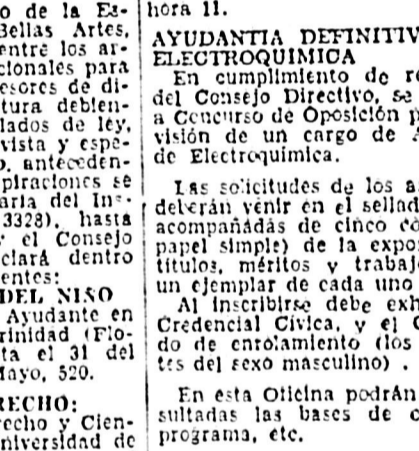 o de la Es-
Bellas Artes,
entre los ar-
cionales para
esores de di-
tura debien-
lados de ley,
vista y espe-
o. anteceden-
piraciones se
aria del Ins-
3328), hasta
y el Consejo
clará dentro
entes:
DEL NIÑO
Ayudante en
rinidad (Flo-
ta el 31 del
Mayo, 520.
RECHO:
recho y Cien-
niversidad de
hora 11.
AYUDANTIA DEFINITIV
ELECTROQUIMICA
En cumplimiento de r
del Consejo Directivo, se
a Concurso de Oposición p
visión de un cargo de A
de Electroquímica.
Las solicitudes de los a
deberán venir en el sellad
acompañadas de cinco co
papel simple) de la expo
títulos, méritos y trabaj
un ejemplar de cada uno
Al inscribirse debe exh
Credencial Cívica, y el C
do de enrolamiento (los
tes del sexo masculino) .
En esta Oficina podrán
sultadas las bases de c
programa, etc.